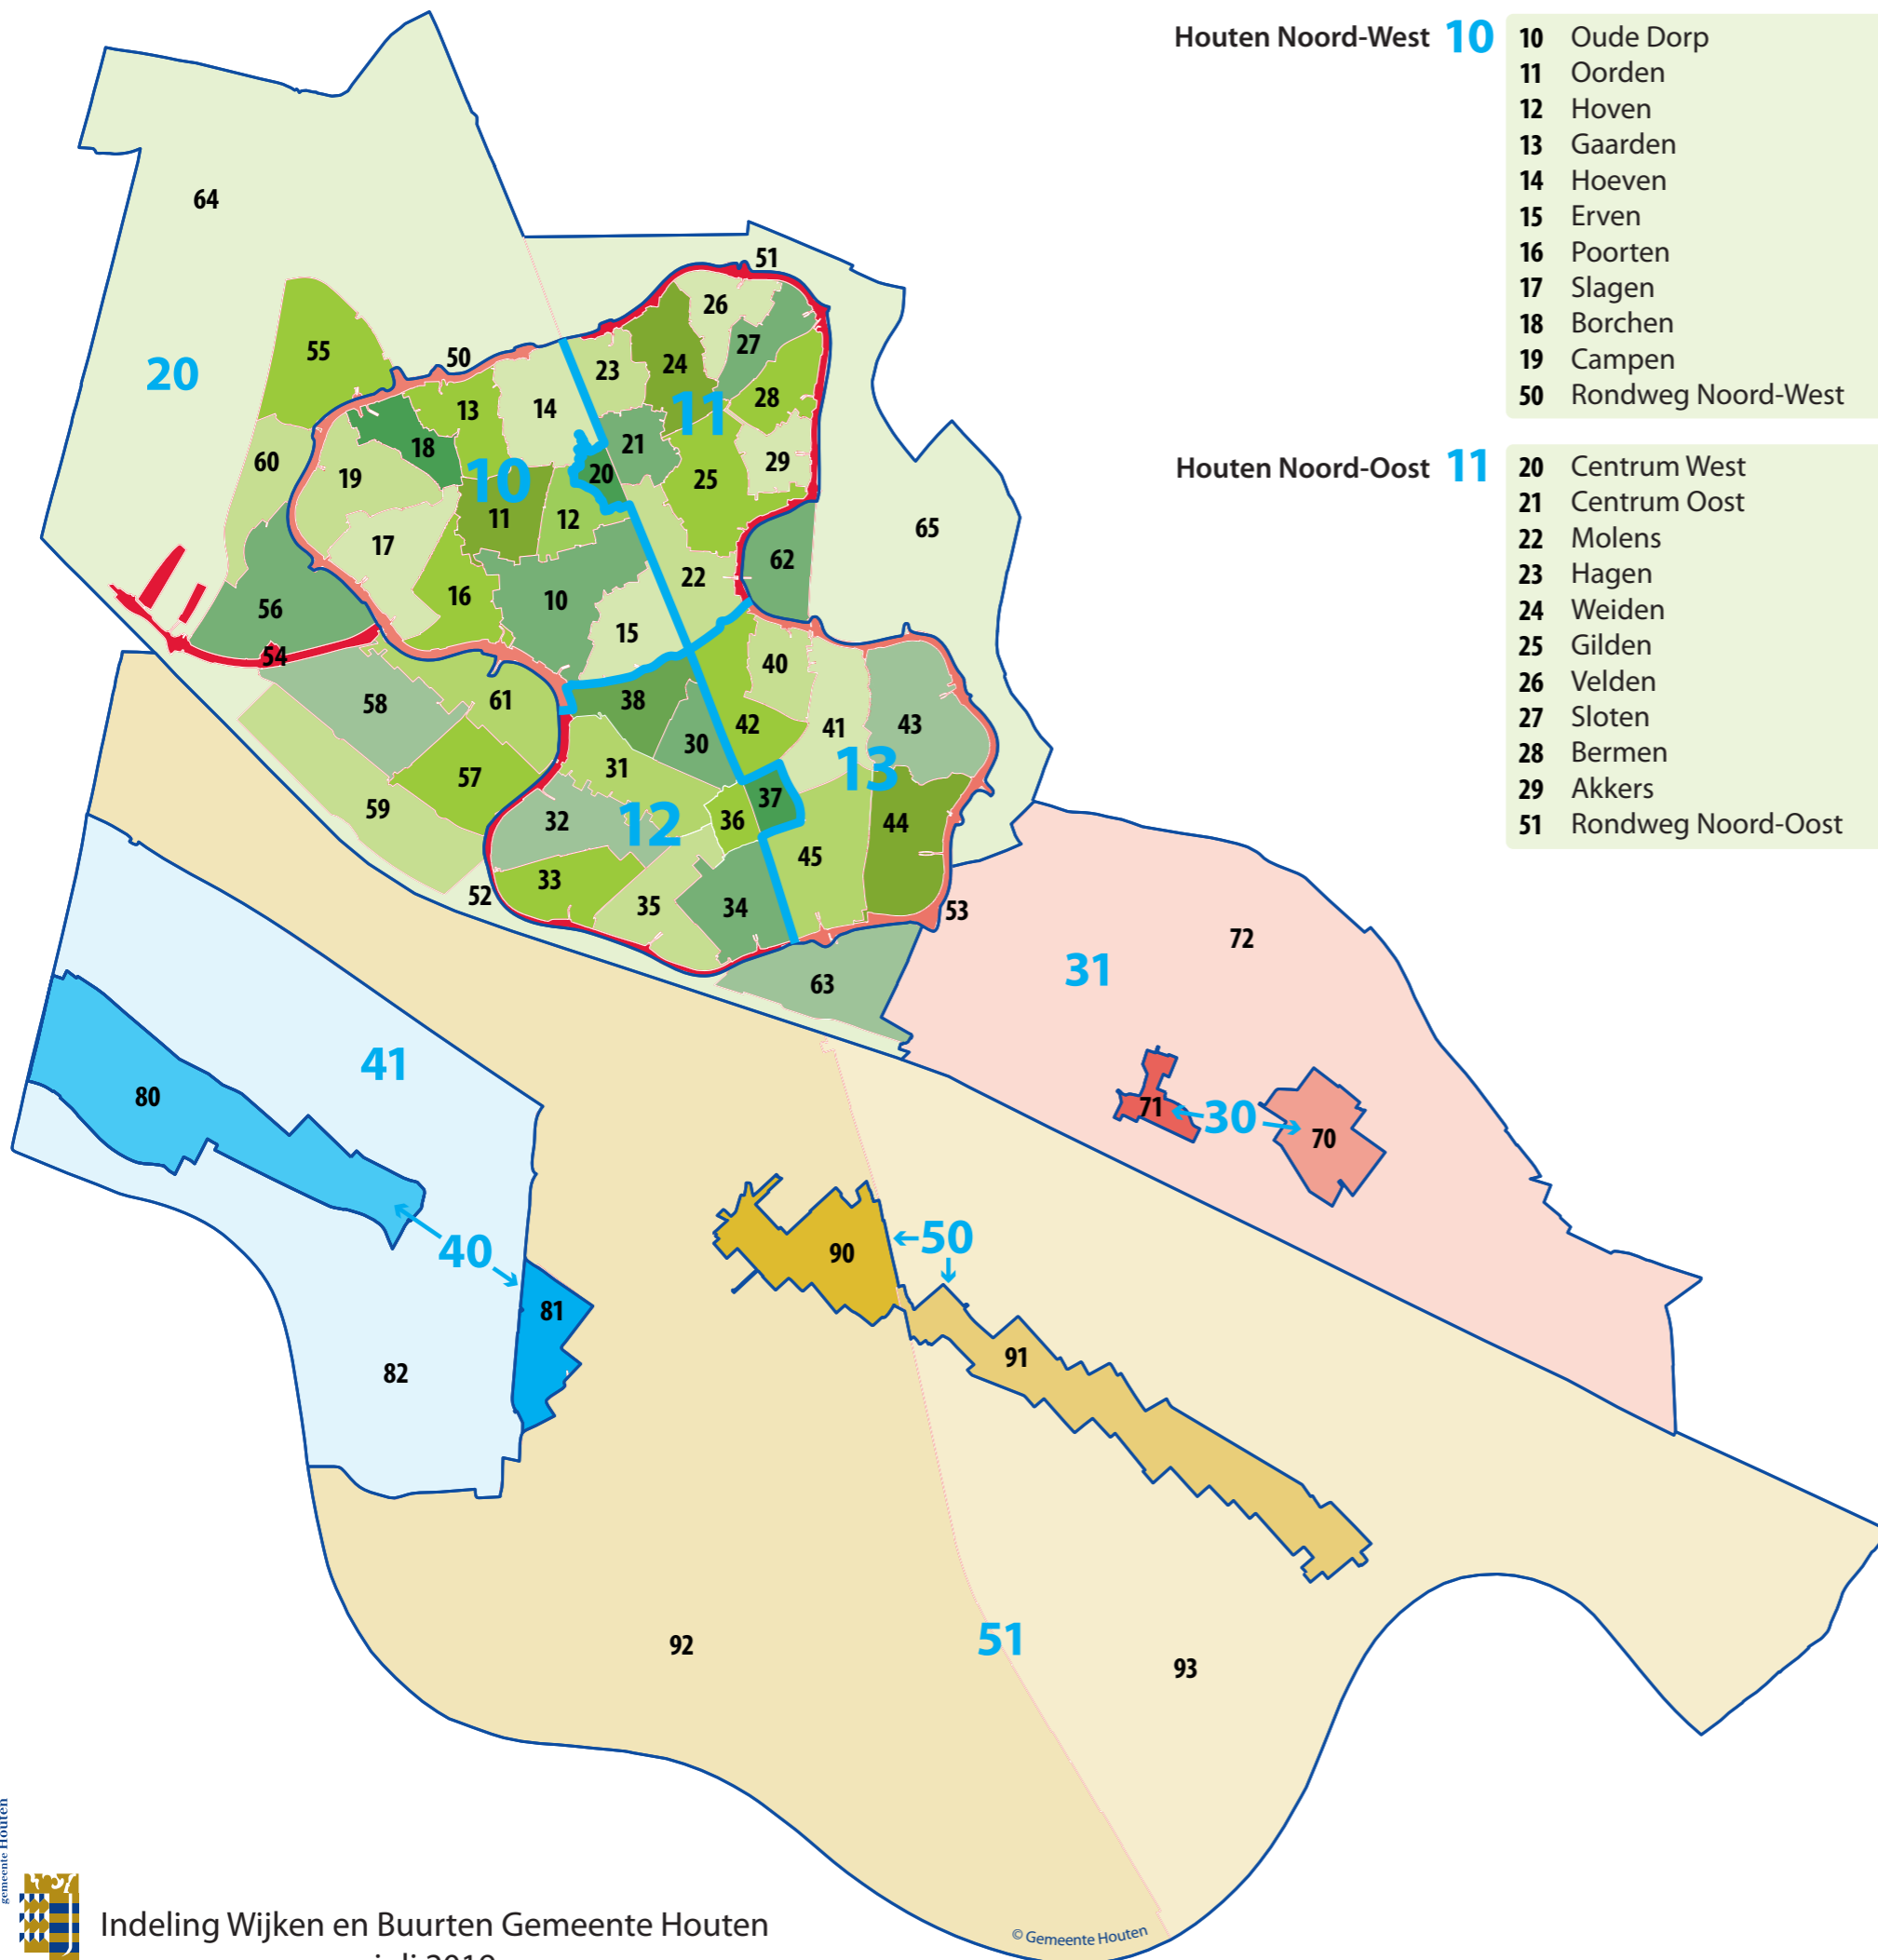 Houten Noord-West 10
10 Oude Dorp
11 Oorden
12 Hoven
13 Gaarden
14 Hoeven
15 Erven
16 Poorten
17 Slagen
18 Borchen
19 Campen
50 Rondweg Noord-West
Houten Noord-Oost 11
20 Centrum West
21 Centrum Oost
22 Molens
23 Hagen
24 Weiden
25 Gilden
26 Velden
27 Sloten
28 Bermen
29 Akkers
51 Rondweg Noord-Oost
64
51
26
27
55
50
23
24
20
28
13
14
11
18
21
60
19
10
20
29
25
11
12
65
17
62
22
16
10
56
15
54
40
58
61
38
42
41
43
30
31
13
57
37
59
32
12
36
44
45
33
52
35
34
53
72
31
63
41
80
71
30
70
40
50
90
81
91
82
92
51
93
gemeente Houten
Indeling Wijken en Buurten Gemeente Houten
© Gemeente Houten